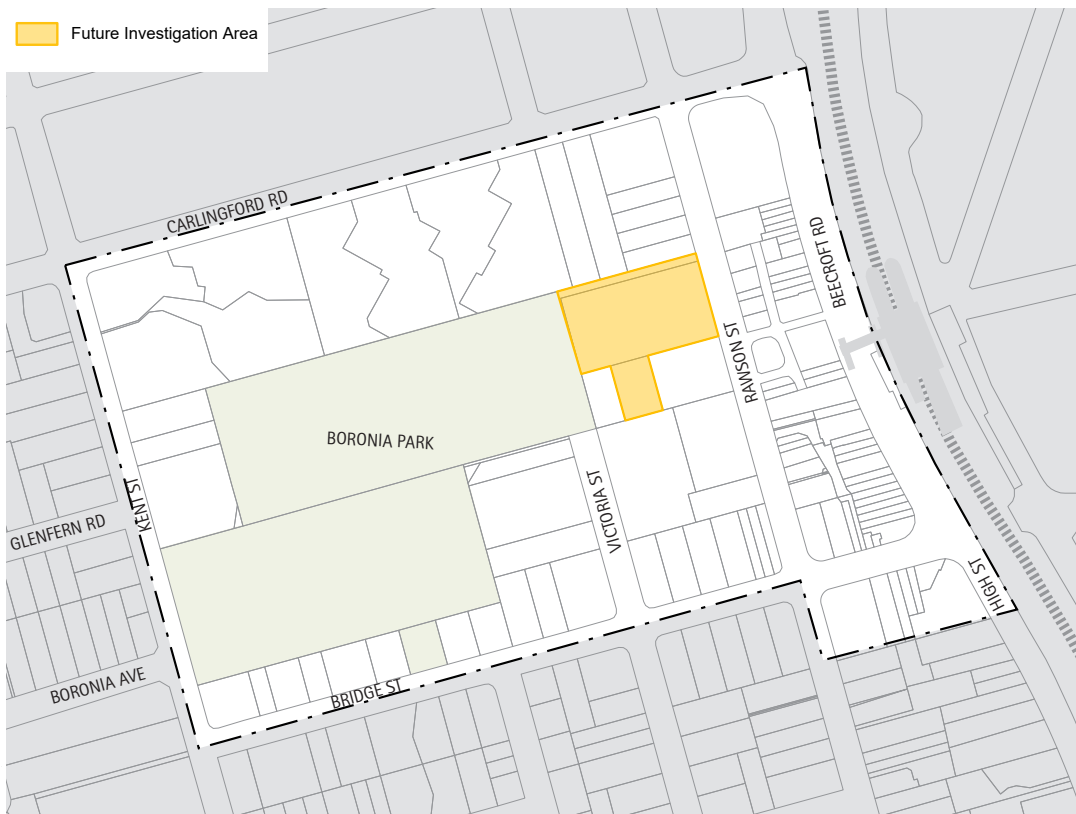 Future Investigation Area
CARLINGFORD RD
BEECROFT RD
RAWSON ST
BORONIA PARK
KENT ST
GLENFERN RD
VICTORIA ST
HIGH ST
BORONIA AVE
BRIDGE ST